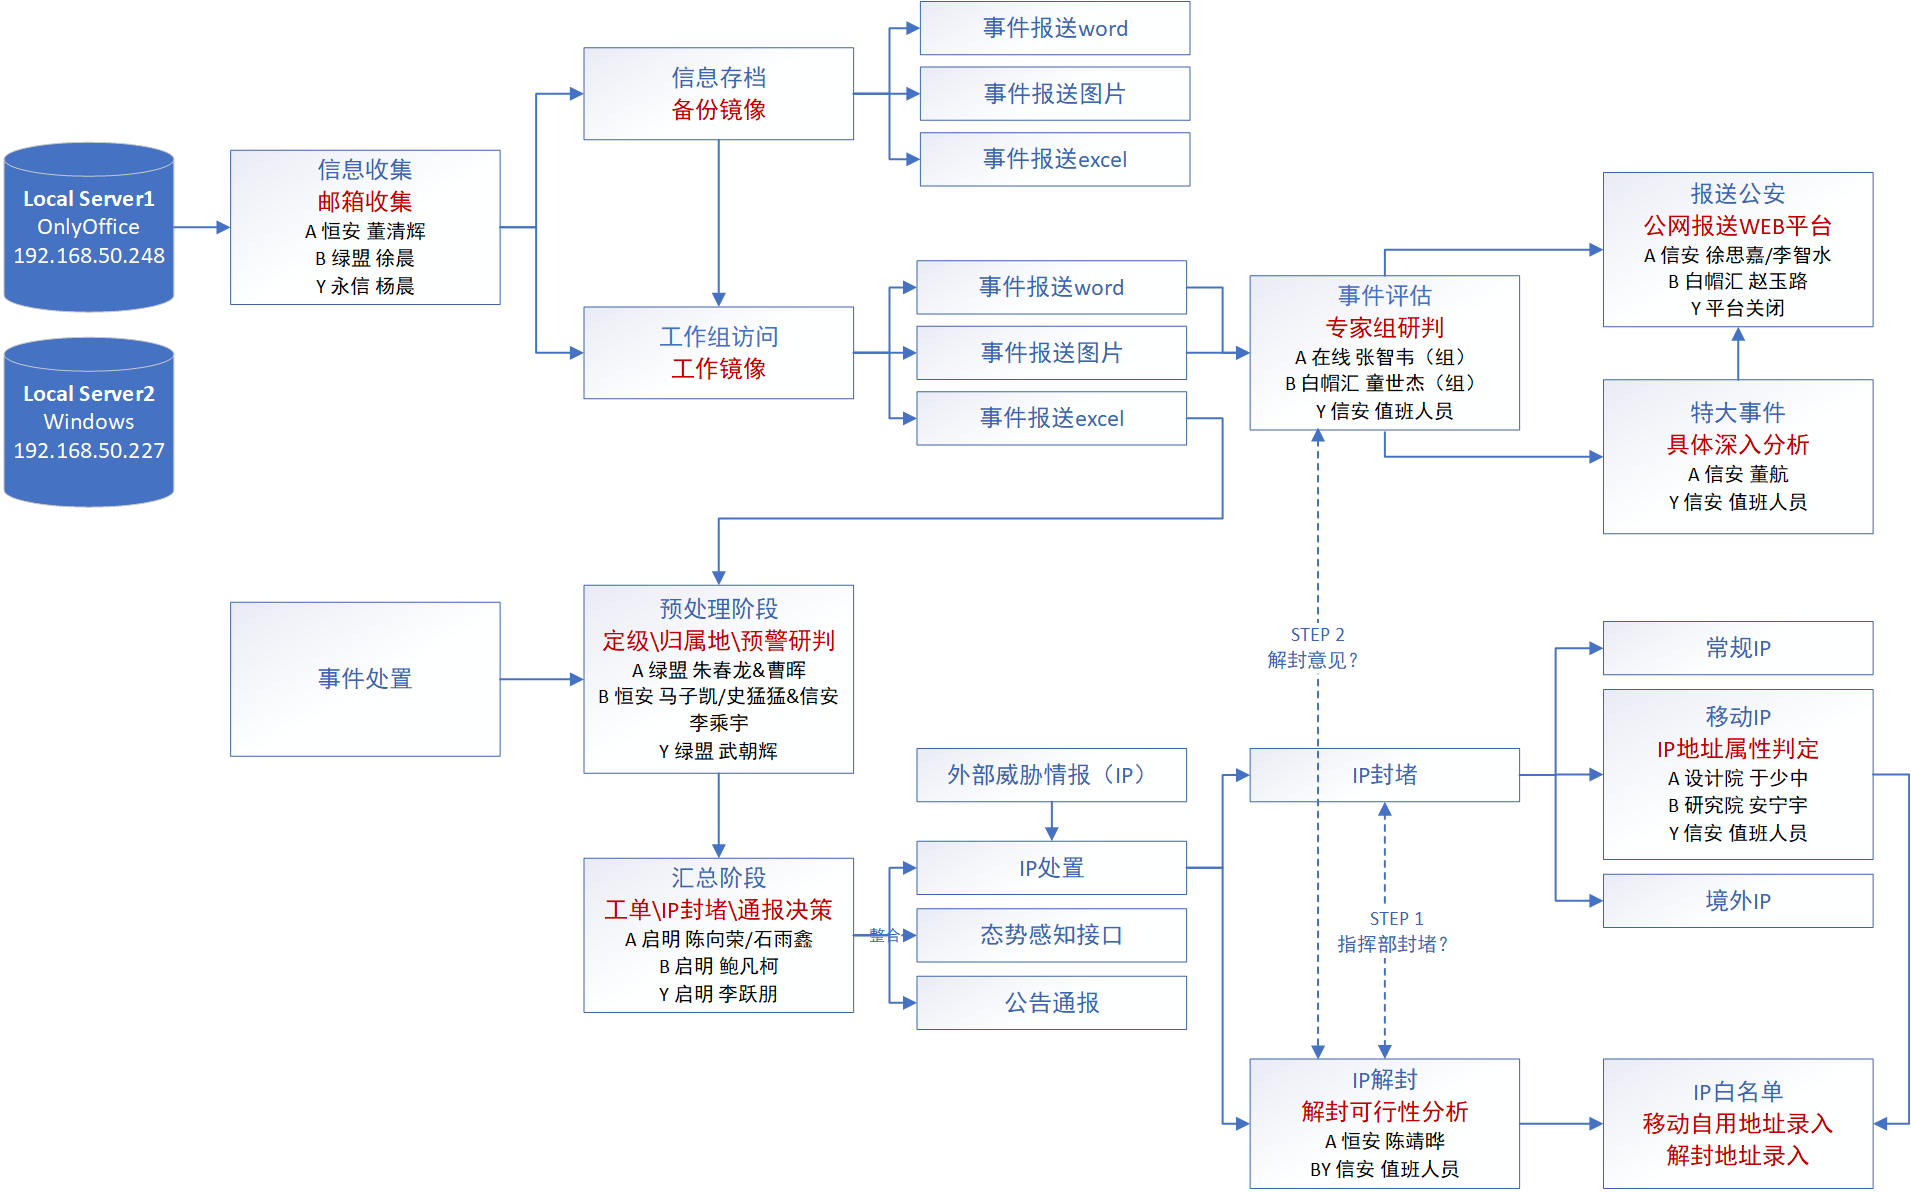 Local Server1
OnlyOffice
192.168.50.248
Local Server2
Windows
192.168.50.227
信息收集
邮箱收集
A 恒安 董清辉
B 绿盟 徐晨
Y 永信 杨晨
信息存档
备份镜像
事件报送word
事件报送图片
事件报送excel
工作组访问
工作镜像
事件报送word
事件报送图片
事件报送excel
事件评估
专家组研判
A 在线 张智韦（组）
B 白帽汇 童世杰（组）
Y 信安 值班人员
报送公安
公网报送WEB平台
A 信安 徐思嘉/李智水
B 白帽汇 赵玉路
Y 平台关闭
特大事件
具体深入分析
A 信安 董航
Y 信安 值班人员
事件处置
预处理阶段
定级\归属地\预警研判
A 绿盟 朱春龙&曹晖
B 恒安 马子凯/史猛猛&信安
李乘宇
Y 绿盟 武朝辉
汇总阶段
工单\IP封堵\通报决策
A 启明 陈向荣/石雨鑫
B 启明 鲍凡柯
Y 启明 李跃朋
整合
外部威胁情报（IP）
IP处置
态势感知接口
公告通报
STEP 2
解封意见?
IP封堵
STEP 1
指挥部封堵?
IP解封
解封可行性分析
A 恒安 陈靖晔
BY 信安 值班人员
常规IP
移动IP
IP地址属性判定
A 设计院 于少中
B 研究院 安宁宇
Y 信安 值班人员
境外IP
IP白名单
移动自用地址录入
解封地址录入